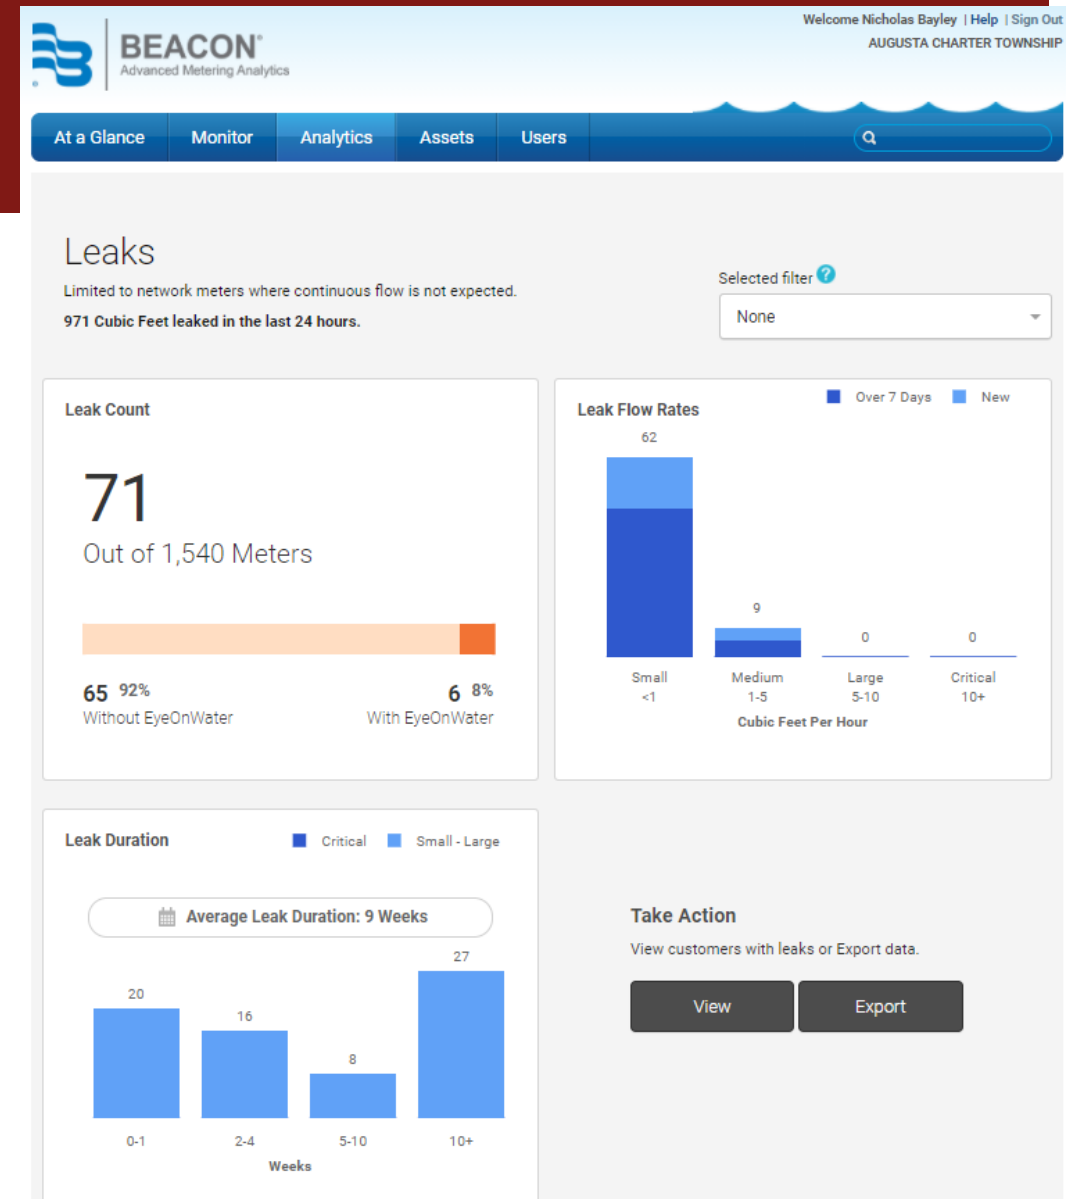 Welcome Nicholas Bayley | Help | Sign Out
AUGUSTA CHARTER TOWNSHIP
BEACON®
Advanced Metering Analytics
®
At a Glance Monitor Analytics Assets Users
Leaks
Limited to network meters where continuous flow is not expected.
971 Cubic Feet leaked in the last 24 hours.
Selected filter ?
None
Leak Count
71
Out of 1,540 Meters
65 92% 6 8%
Without EyeOnWater With EyeOnWater
Leak Flow Rates
Over 7 Days New
62
9
0
0
Small Medium Large Critical
<1 1-5 5-10 10+
Cubic Feet Per Hour
Leak Duration
Critical Small - Large
Average Leak Duration: 9 Weeks
20
16
8
27
0-1 2-4 5-10 10+
Weeks
Take Action
View customers with leaks or Export data.
View Export